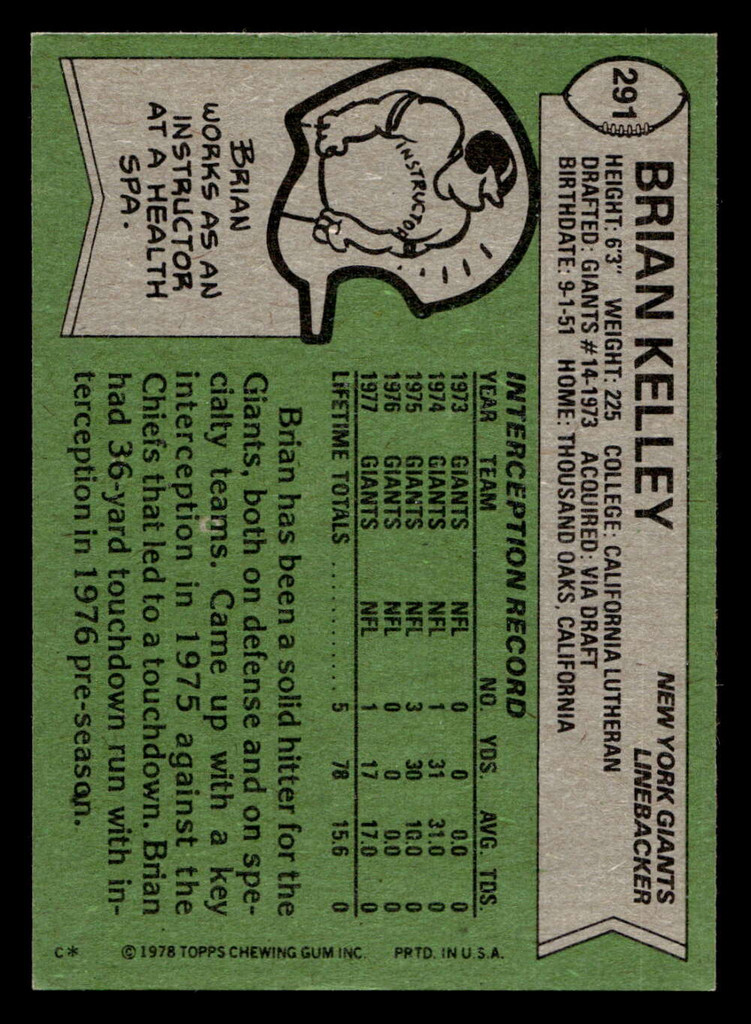 291
BRIAN KELLEY
NEW YORK GIANTS
LINEBACKER
HEIGHT: 6'3" WEIGHT: 225 COLLEGE: CALIFORNIA LUTHERAN
DRAFTED: GIANTS #14-1973 ACQUIRED: VIA DRAFT
BIRTHDATE: 9-1-51 HOME: THOUSAND OAKS, CALIFORNIA
INSTRUCTOR
BRIAN
WORKS AS AN
INSTRUCTOR
AT A HEALTH
SPA.
INTERCEPTION RECORD
YEAR TEAM NO. YDS. AVG. TDS.
1973 GIANTS NFL 0 0 0.0 0
1974 GIANTS NFL 1 31 31.0 0
1975 GIANTS NFL 3 30 10.0 0
1976 GIANTS NFL 0 0 0.0 0
1977 GIANTS NFL 1 17 17.0 0
LIFETIME TOTALS .......... 5 78 15.6 0
Brian has been a solid hitter for the
Giants, both on defense and on spe-
cialty teams. Came up with a key
interception in 1975 against the
Chiefs that led to a touchdown. Brian
had 36-yard touchdown run with in-
terception in 1976 pre-season.
C* © 1978 TOPPS CHEWING GUM INC. PRTD. IN U.S.A.